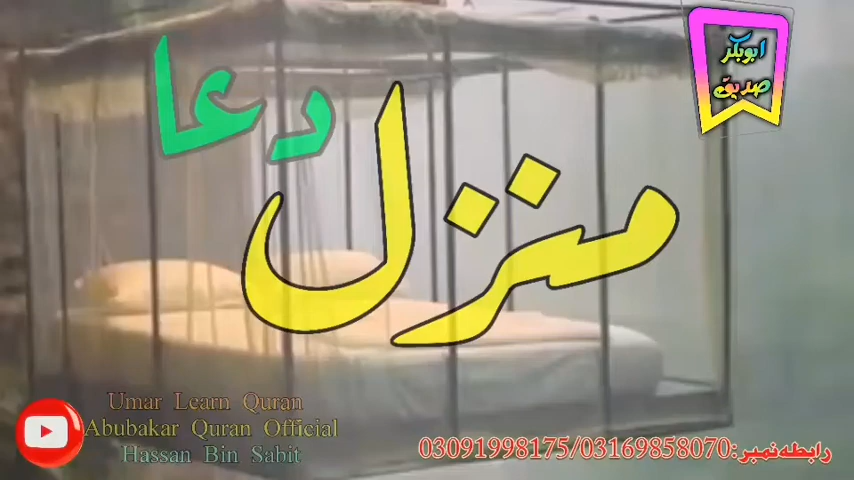 ابوبکر
صدیق
منزل دعا
Umar Learn Quran
Abubakar Quran Official
Hassan Bin Sabit
رابطہ نمبر:03091998175/03169858070